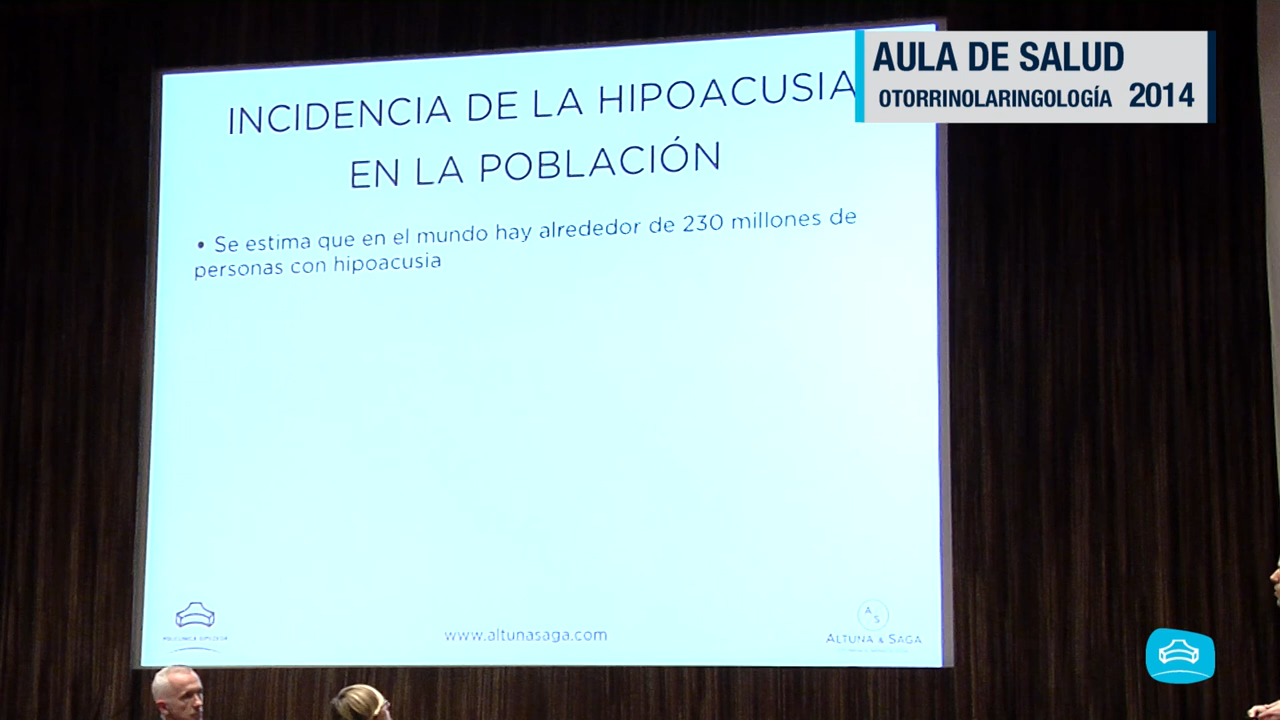 AULA DE SALUD
OTORRINOLARINGOLOGÍA 2014
INCIDENCIA DE LA HIPOACUSIA
EN LA POBLACIÓN
• Se estima que en el mundo hay alrededor de 230 millones de
personas con hipoacusia
www.altunasaga.com
A
S
ALTUNA & SAGA